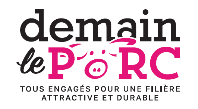 demain
le PORC
TOUS ENGAGÉS POUR UNE FILIÈRE
ATTRACTIVE ET DURABLE